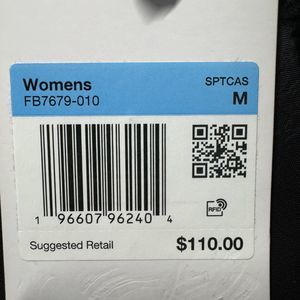 Womens SPTCAS
FB7679-010 M
1 96607 96240 4
RFID
Suggested Retail $110.00